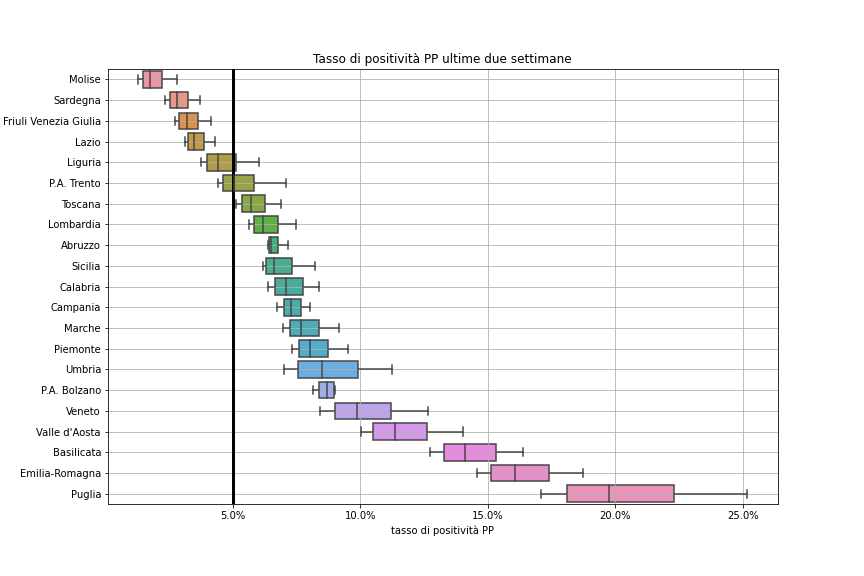 Tasso di positività PP ultime due settimane
Molise
Sardegna
Friuli Venezia Giulia
Lazio
Liguria
P.A. Trento
Toscana
Lombardia
Abruzzo
Sicilia
Calabria
Campania
Marche
Piemonte
Umbria
P.A. Bolzano
Veneto
Valle d'Aosta
Basilicata
Emilia-Romagna
Puglia
5.0% 10.0% 15.0% 20.0% 25.0%
tasso di positività PP